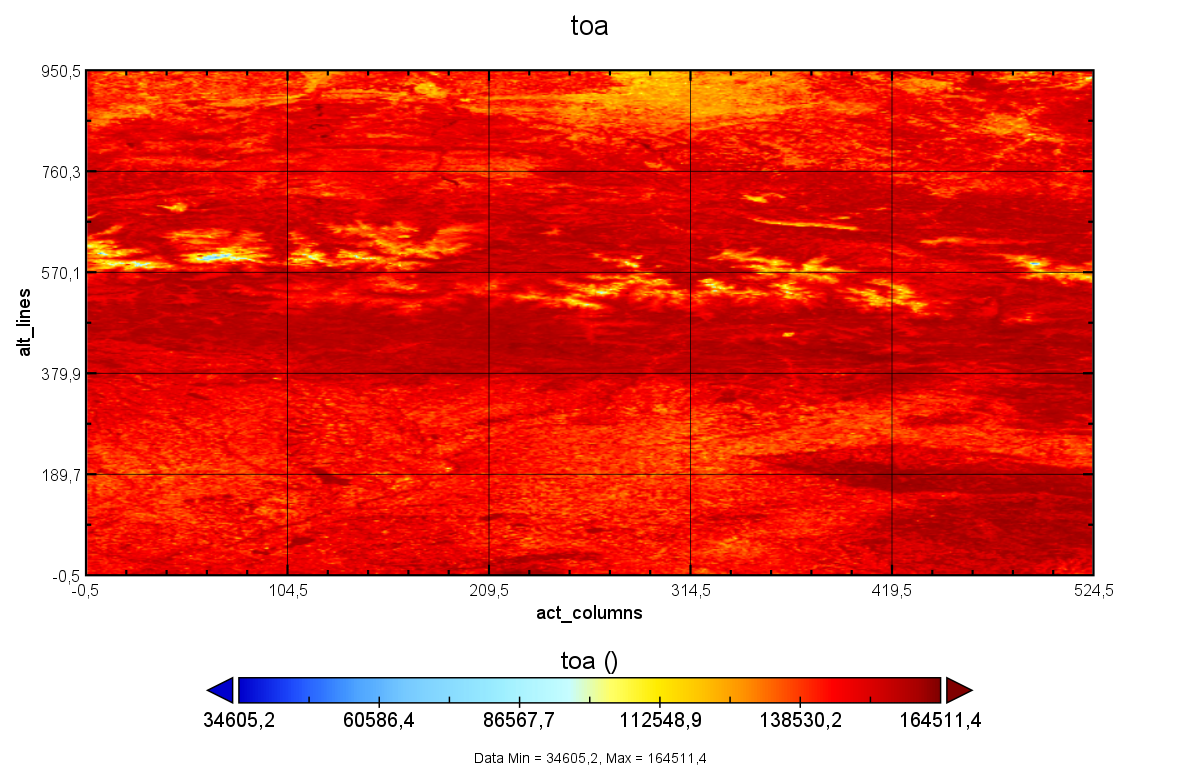 toa
950,5
760,3
570,1
379,9
189,7
-0,5
alt_lines
-0,5 104,5 209,5 314,5 419,5 524,5
act_columns
toa ()
34605,2 60586,4 86567,7 112548,9 138530,2 164511,4
Data Min = 34605,2, Max = 164511,4